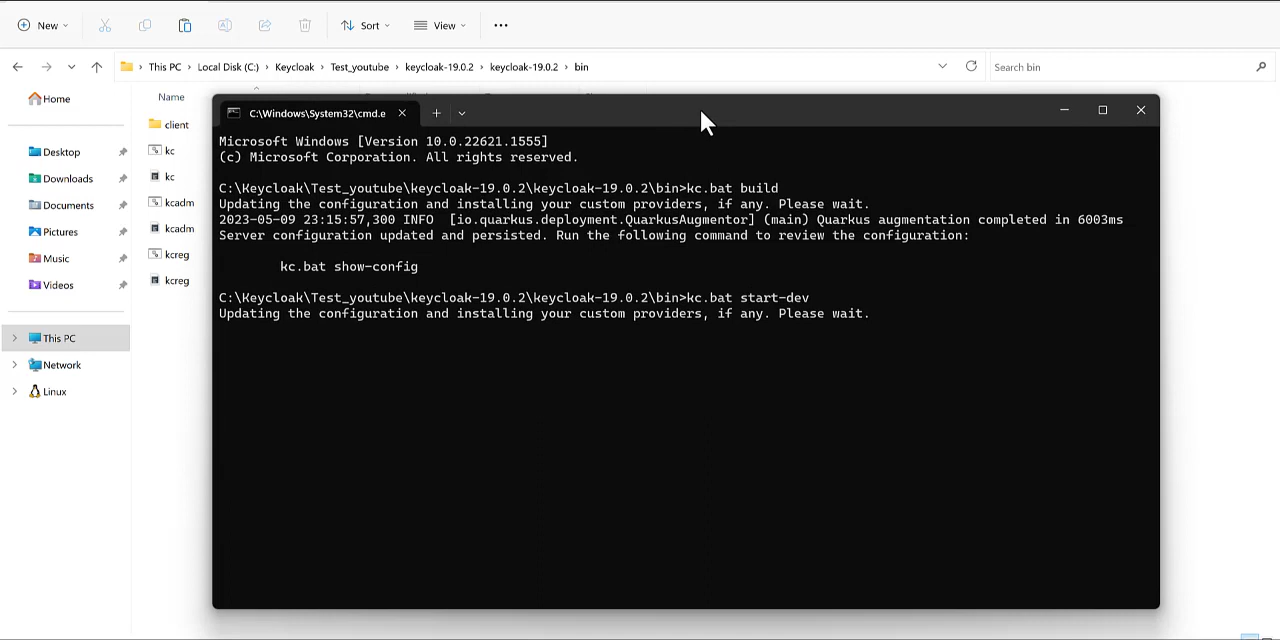 New
Sort
View
This PC
Local Disk (C:)
Keycloak
Test_youtube
keycloak-19.0.2
keycloak-19.0.2
bin
Search bin
Home
Desktop
Downloads
Documents
Pictures
Music
Videos
This PC
Network
Linux
Name
client
kc
kc
kcadm
kcadm
kcreg
kcreg
C:\Windows\System32\cmd.e
Microsoft Windows [Version 10.0.22621.1555]
(c) Microsoft Corporation. All rights reserved.
C:\Keycloak\Test_youtube\keycloak-19.0.2\keycloak-19.0.2\bin>kc.bat build
Updating the configuration and installing your custom providers, if any. Please wait.
2023-05-09 23:15:57,300 INFO  [io.quarkus.deployment.QuarkusAugmentor] (main) Quarkus augmentation completed in 6003ms
Server configuration updated and persisted. Run the following command to review the configuration:
kc.bat show-config
C:\Keycloak\Test_youtube\keycloak-19.0.2\keycloak-19.0.2\bin>kc.bat start-dev
Updating the configuration and installing your custom providers, if any. Please wait.